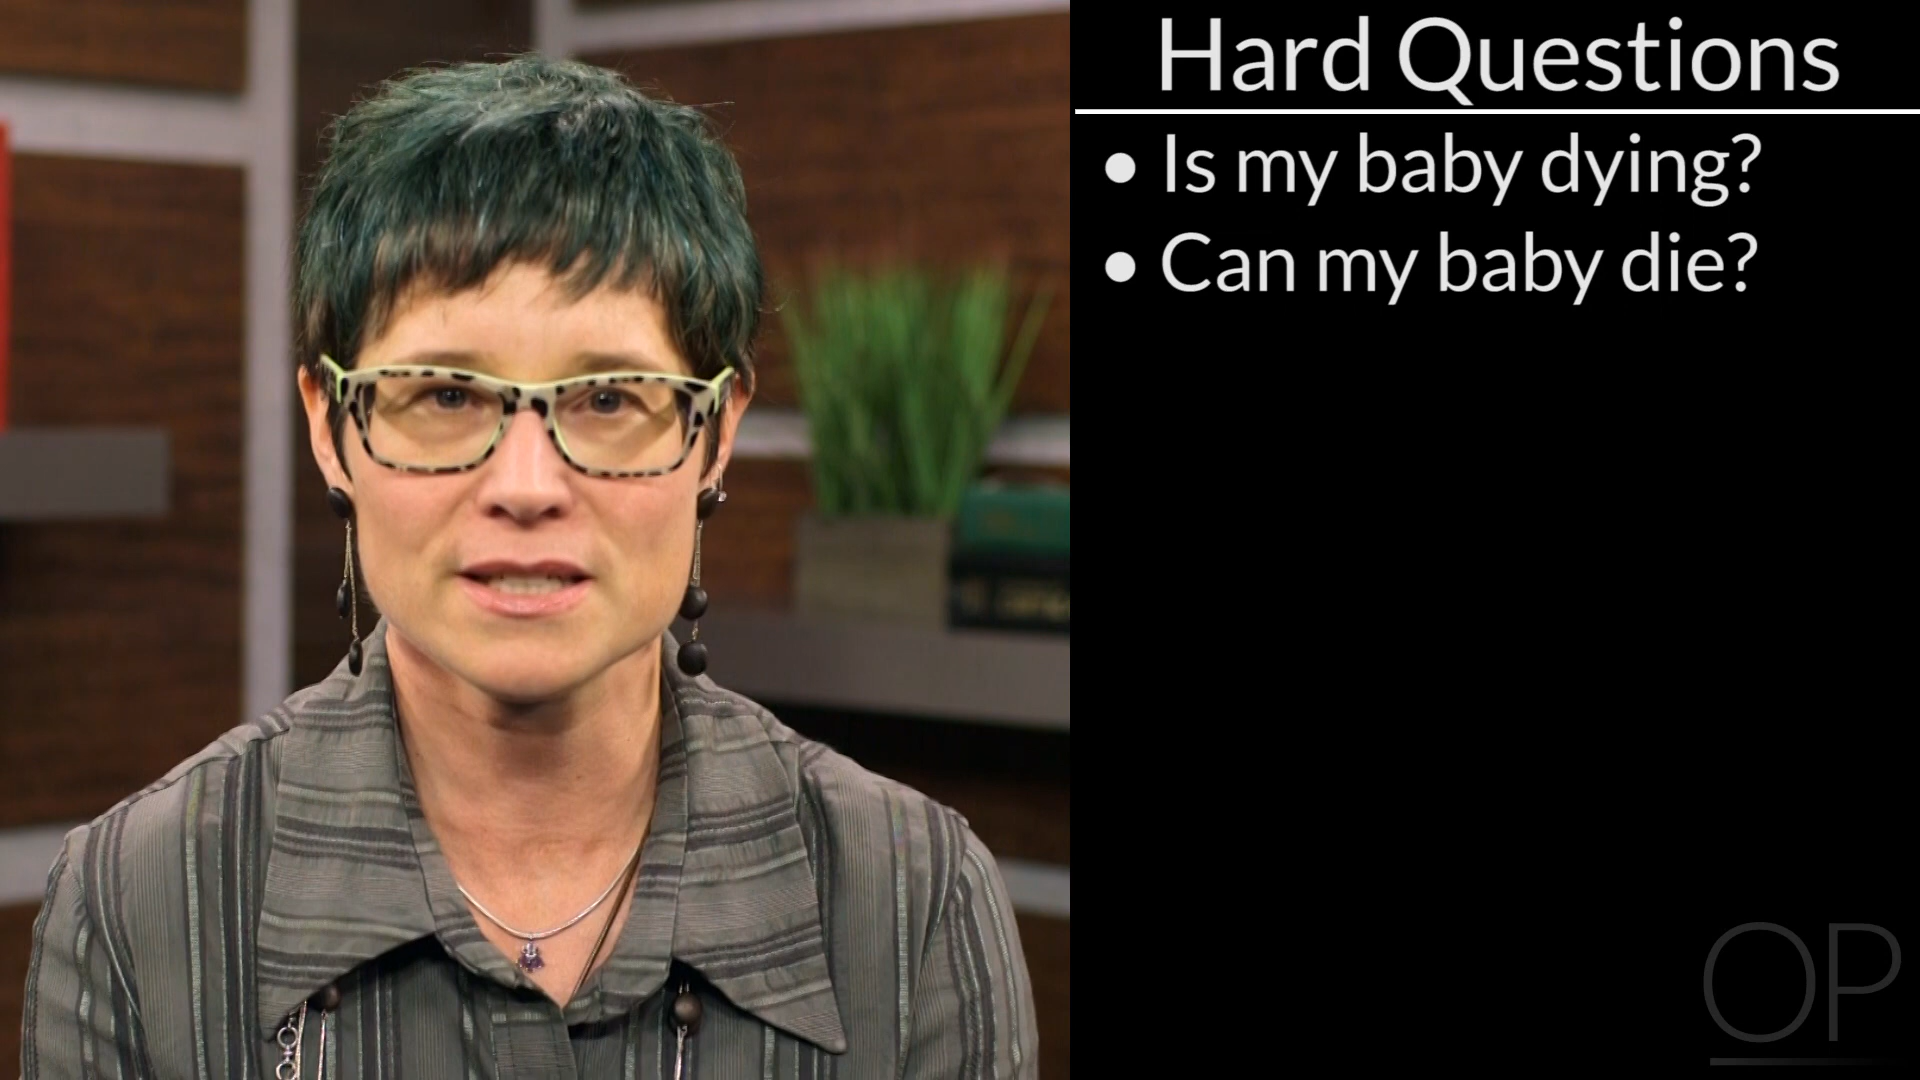 Hard Questions
• Is my baby dying?
• Can my baby die?
OP